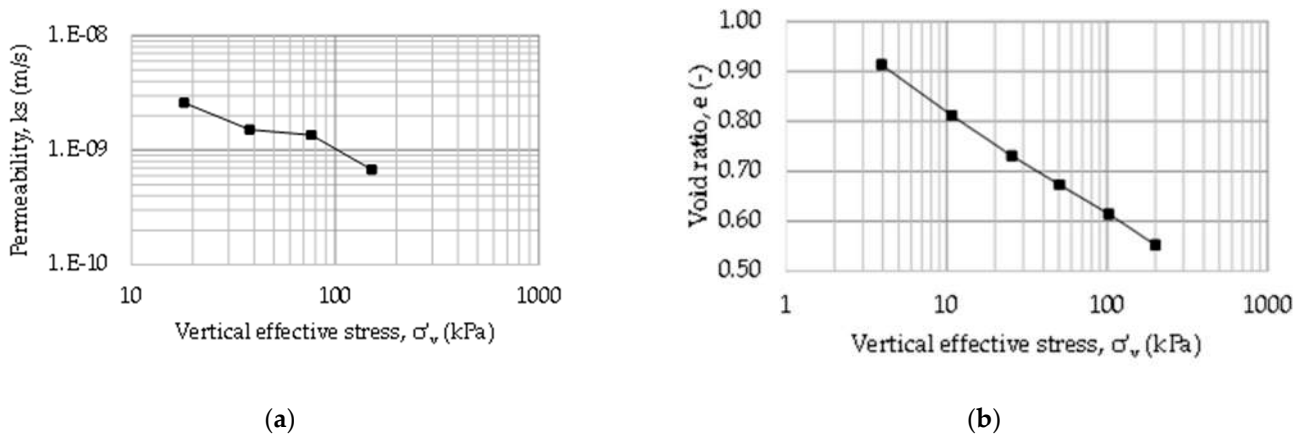 Permeability, ks (m/s)
1.E-08
1.E-09
1.E-10
10
100
1000
Vertical effective stress, σ'v (kPa)
(a)
Void ratio, e (-)
1.00
0.90
0.80
0.70
0.60
0.50
1
10
100
1000
Vertical effective stress, σ'v (kPa)
(b)